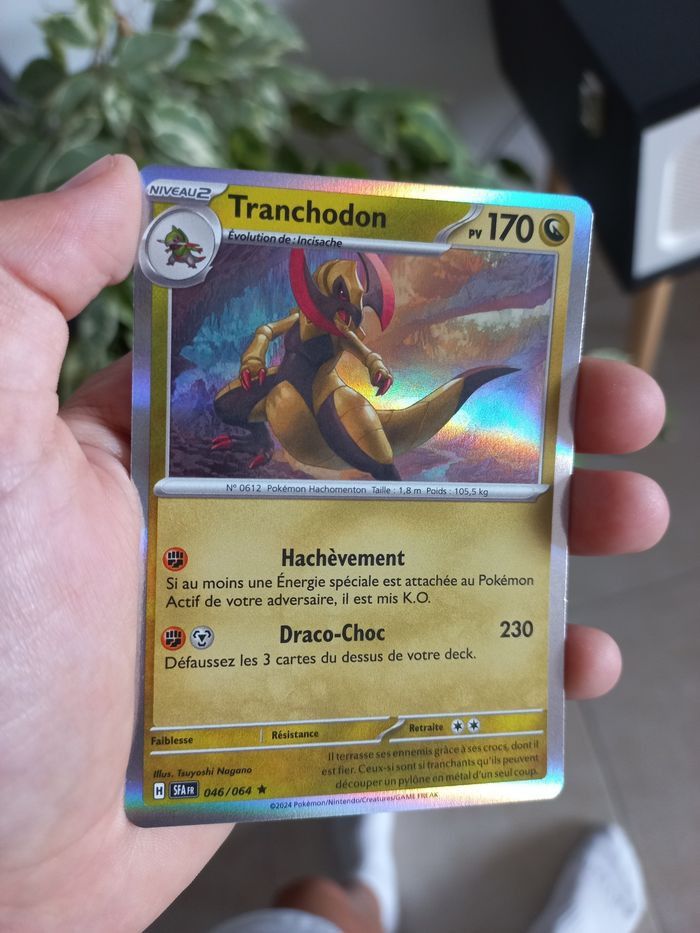 NIVEAU 2
Tranchodon
PV 170
Évolution de : Incisache
N° 0612 Pokémon Hachomenton Taille : 1,8 m Poids : 105,5 kg
Hachèvement
Si au moins une Énergie spéciale est attachée au Pokémon
Actif de votre adversaire, il est mis K.O.
Draco-Choc 230
Défaussez les 3 cartes du dessus de votre deck.
Faiblesse Résistance Retraite
Il terrasse ses ennemis grâce à ses crocs, dont il
est fier. Ceux-ci sont si tranchants qu'ils peuvent
découper un pylône en métal d'un seul coup.
Illus. Tsuyoshi Nagano
H SFA FR 046/064 ★
©2024 Pokémon/Nintendo/Creatures/GAME FREAK